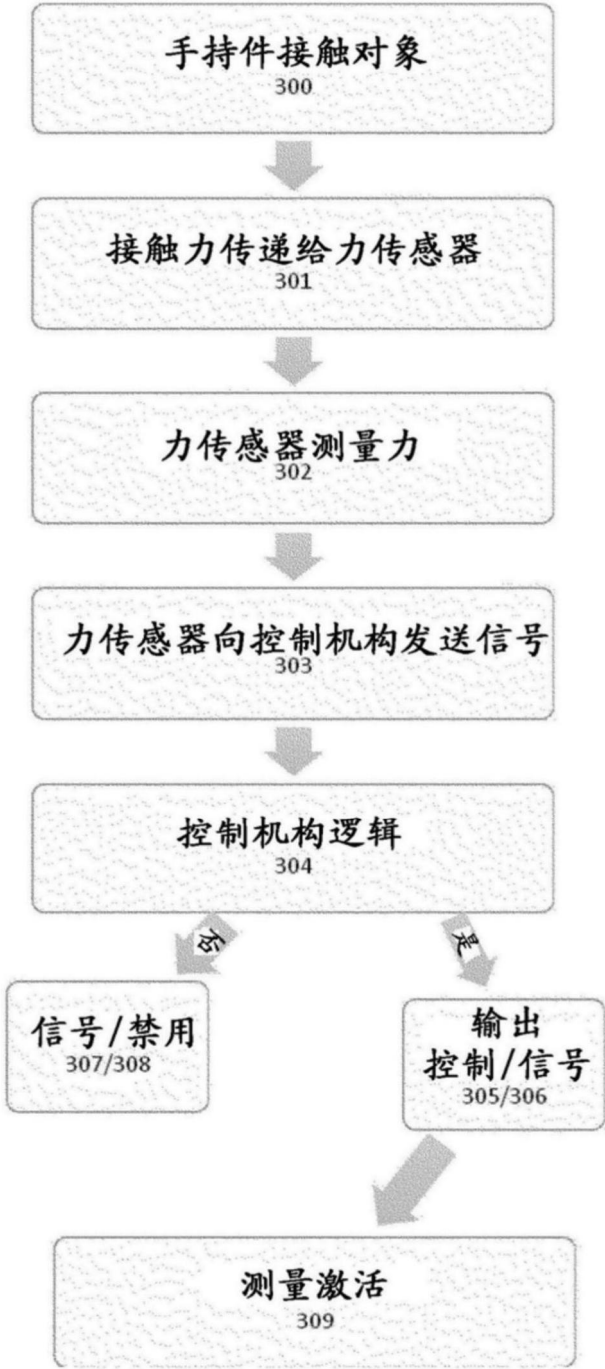 手持件接触对象
300
接触力传递给力传感器
301
力传感器测量力
302
力传感器向控制机构发送信号
303
控制机构逻辑
304
否
是
信号/禁用
307/308
输出
控制/信号
305/306
测量激活
309